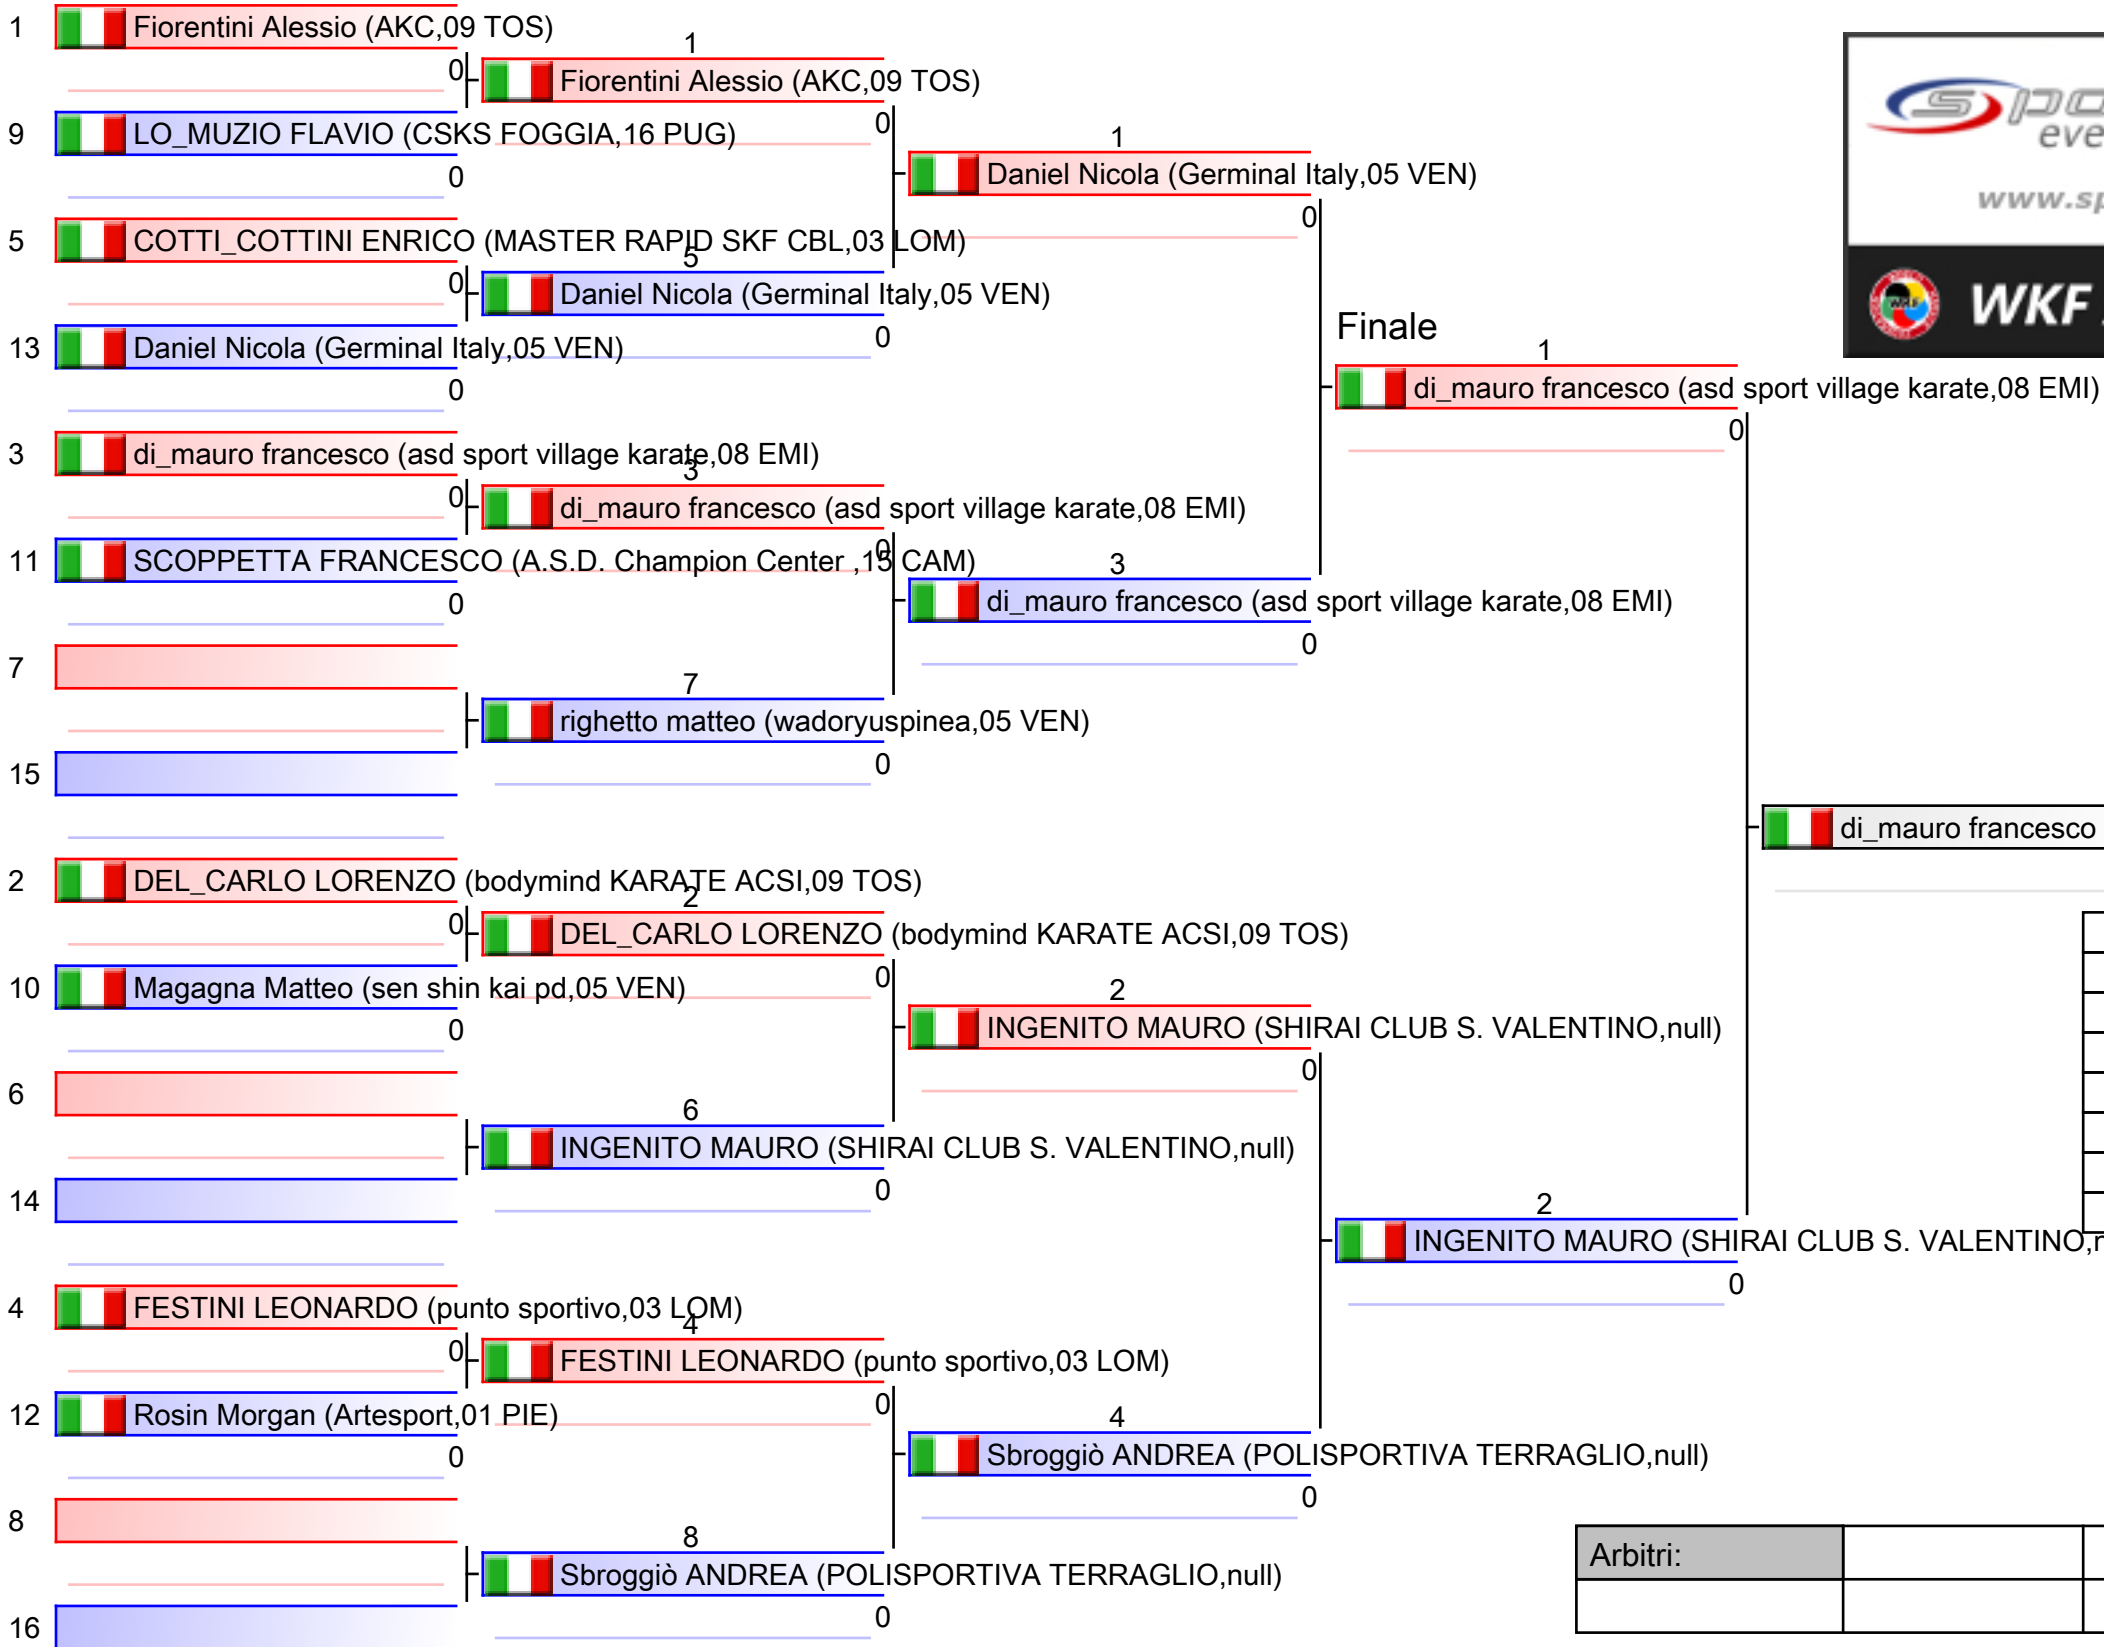 1 Fiorentini Alessio (AKC,09 TOS)
0
9 LO_MUZIO FLAVIO (CSKS FOGGIA,16 PUG)
0
5 COTTI_COTTINI ENRICO (MASTER RAPID SKF CBL,03 LOM)
0
13 Daniel Nicola (Germinal Italy,05 VEN)
0
3 di_mauro francesco (asd sport village karate,08 EMI)
0
11 SCOPPETTA FRANCESCO (A.S.D. Champion Center ,15 CAM)
0
7
15
2 DEL_CARLO LORENZO (bodymind KARATE ACSI,09 TOS)
0
10 Magagna Matteo (sen shin kai pd,05 VEN)
0
6
14
4 FESTINI LEONARDO (punto sportivo,03 LOM)
0
12 Rosin Morgan (Artesport,01 PIE)
0
8
16
1
Fiorentini Alessio (AKC,09 TOS)
0
5
Daniel Nicola (Germinal Italy,05 VEN)
0
3
di_mauro francesco (asd sport village karate,08 EMI)
0
7
righetto matteo (wadoryuspinea,05 VEN)
0
2
DEL_CARLO LORENZO (bodymind KARATE ACSI,09 TOS)
0
6
INGENITO MAURO (SHIRAI CLUB S. VALENTINO,null)
0
4
FESTINI LEONARDO (punto sportivo,03 LOM)
0
8
Sbroggiò ANDREA (POLISPORTIVA TERRAGLIO,null)
0
1
Daniel Nicola (Germinal Italy,05 VEN)
0
3
di_mauro francesco (asd sport village karate,08 EMI)
0
2
INGENITO MAURO (SHIRAI CLUB S. VALENTINO,null)
0
4
Sbroggiò ANDREA (POLISPORTIVA TERRAGLIO,null)
0
Finale
1
di_mauro francesco (asd sport village karate,08 EMI)
0
2
INGENITO MAURO (SHIRAI CLUB S. VALENTINO,
0
di_mauro francesco
WKF
Arbitri: